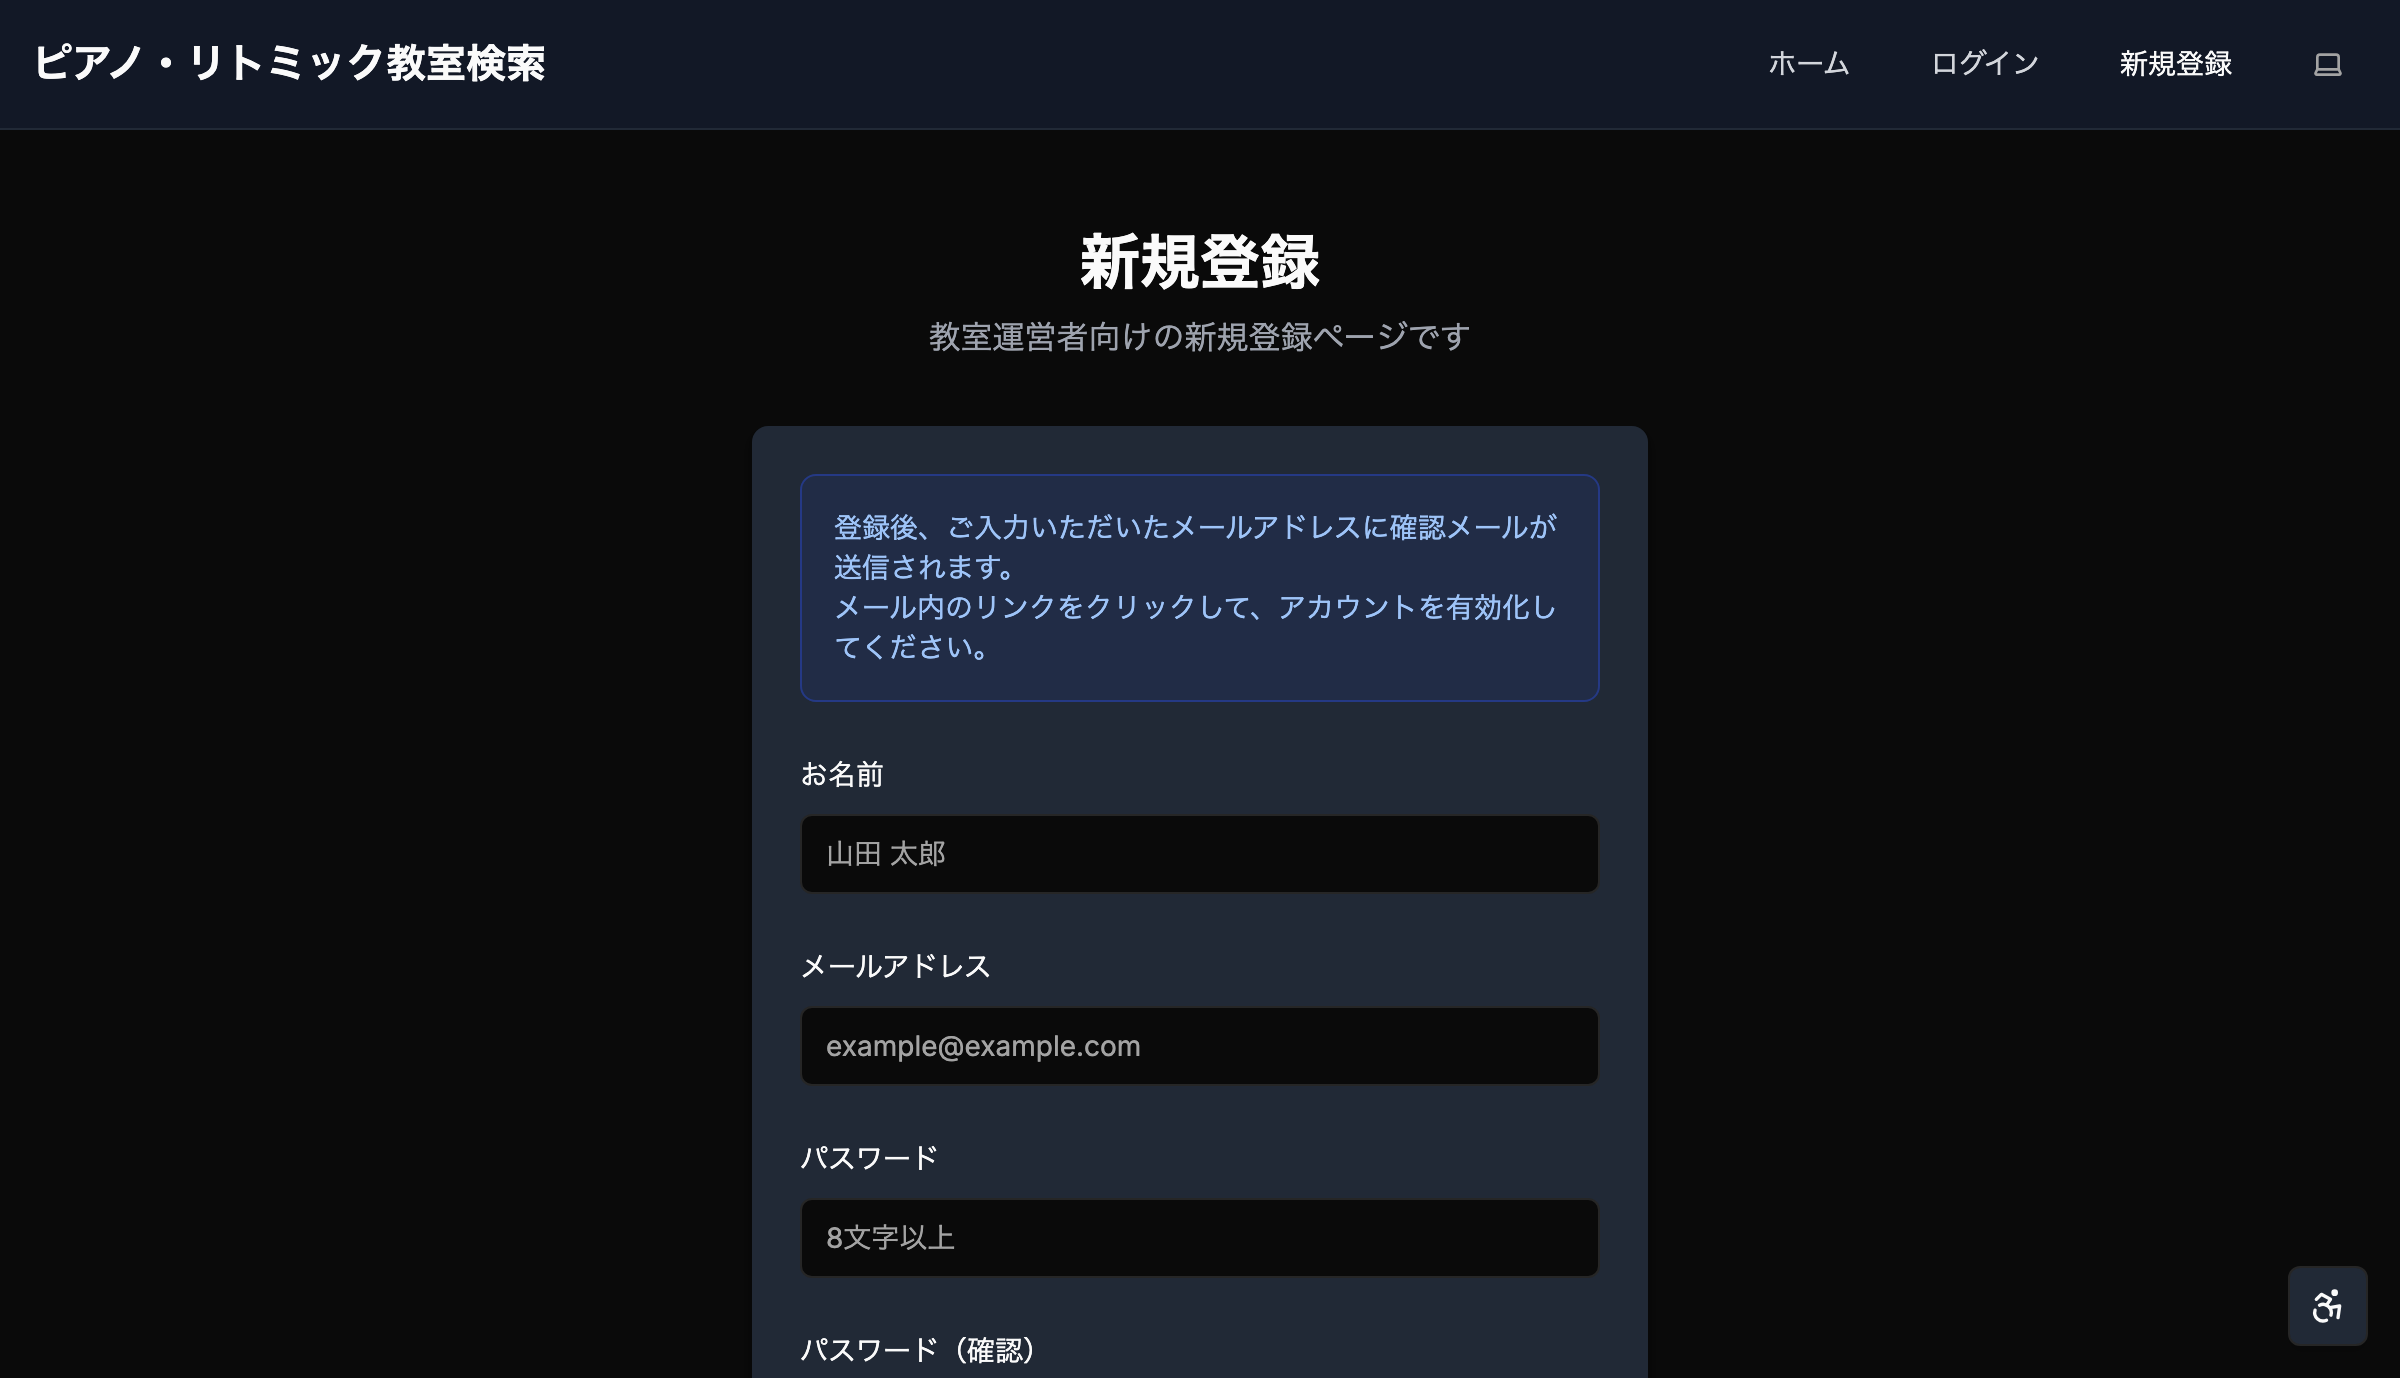 ピアノ・リトミック教室検索
ホーム
ログイン
新規登録
新規登録
教室運営者向けの新規登録ページです
登録後、ご入力いただいたメールアドレスに確認メールが
送信されます。
メール内のリンクをクリックして、アカウントを有効化し
てください。
お名前
山田 太郎
メールアドレス
example@example.com
パスワード
8文字以上
パスワード（確認）